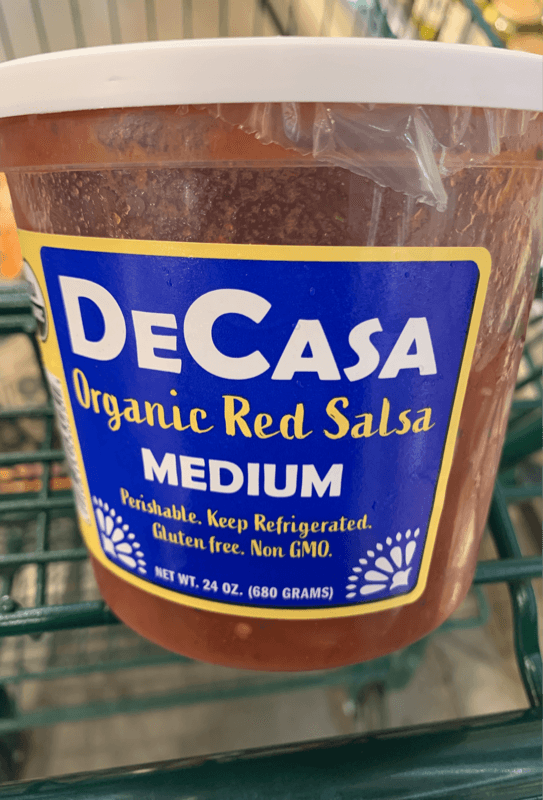 DeCasa
Organic Red Salsa
MEDIUM
Perishable. Keep Refrigerated.
Gluten free. Non GMO.
NET WT. 24 OZ. (680 GRAMS)